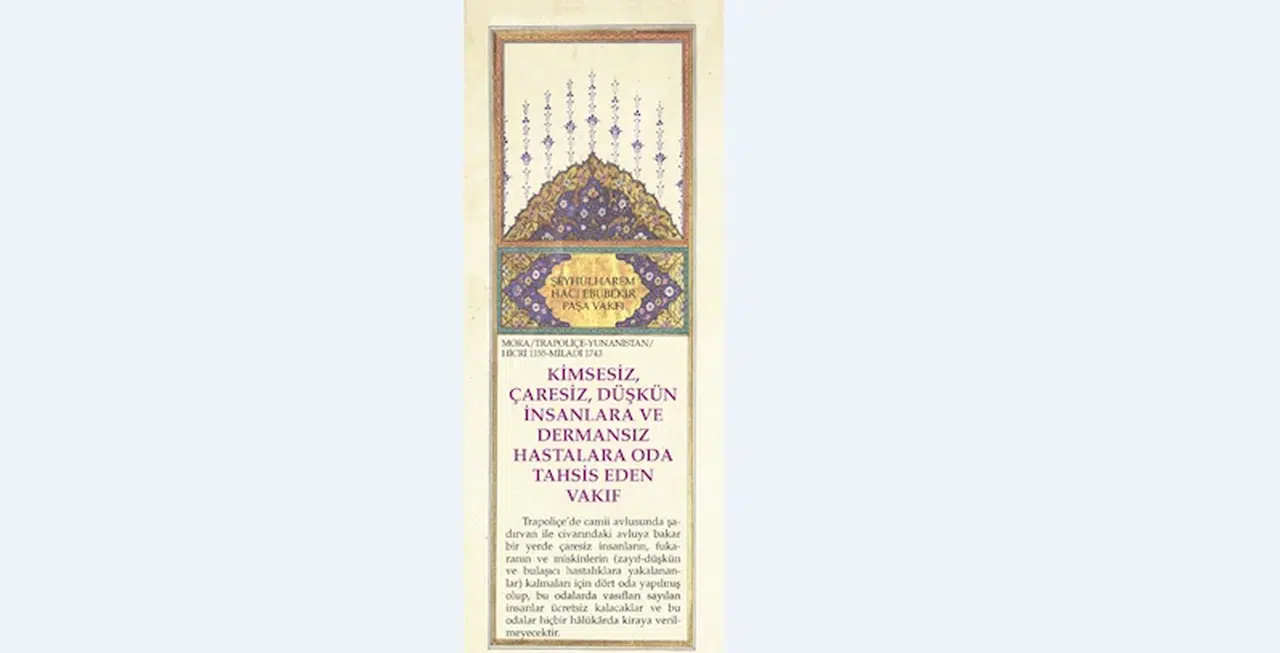 ŞEYHÜLHAREM
HACI EBUBEKİR
PAŞA VAKFI
MORA/TRAPOLİÇE-YUNANİSTAN/
HİCRİ 1155-MİLADİ 1743
KİMSESİZ,
ÇARESİZ, DÜŞKÜN
İNSANLARA VE
DERMANSIZ
HASTALARA ODA
TAHSİS EDEN
VAKIF
Trapoliçe'de camii avlusunda şa-
dırvan ile civarındaki avluya bakar
bir yerde çaresiz insanların, fuka-
ranın ve miskinlerin (zayıf-düşkün
ve bulaşıcı hastalıklara yakalanan-
lar) kalmaları için dört oda yapılmış
olup, bu odalarda vasıfları sayılan
insanlar ücretsiz kalacaklar ve bu
odalar hiçbir hâlükârda kiraya veril-
meyecektir.